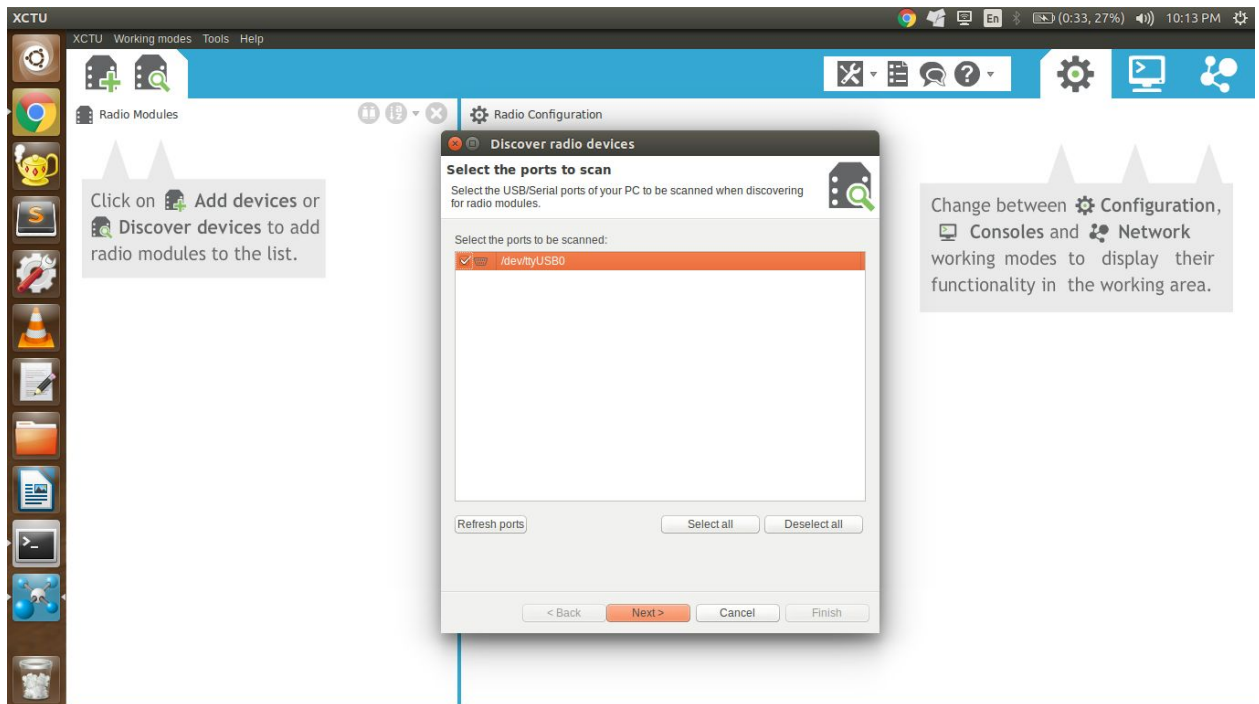 XCTU
En
(0:33, 27%)
10:13 PM
XCTU Working modes Tools Help
Radio Modules
Radio Configuration
Click on Add devices or
Discover devices to add
radio modules to the list.
Discover radio devices
Select the ports to scan
Select the USB/Serial ports of your PC to be scanned when discovering
for radio modules.
Select the ports to be scanned:
/dev/ttyUSB0
Refresh ports
Select all
Deselect all
< Back
Next >
Cancel
Finish
Change between Configuration,
Consoles and Network
working modes to display their
functionality in the working area.